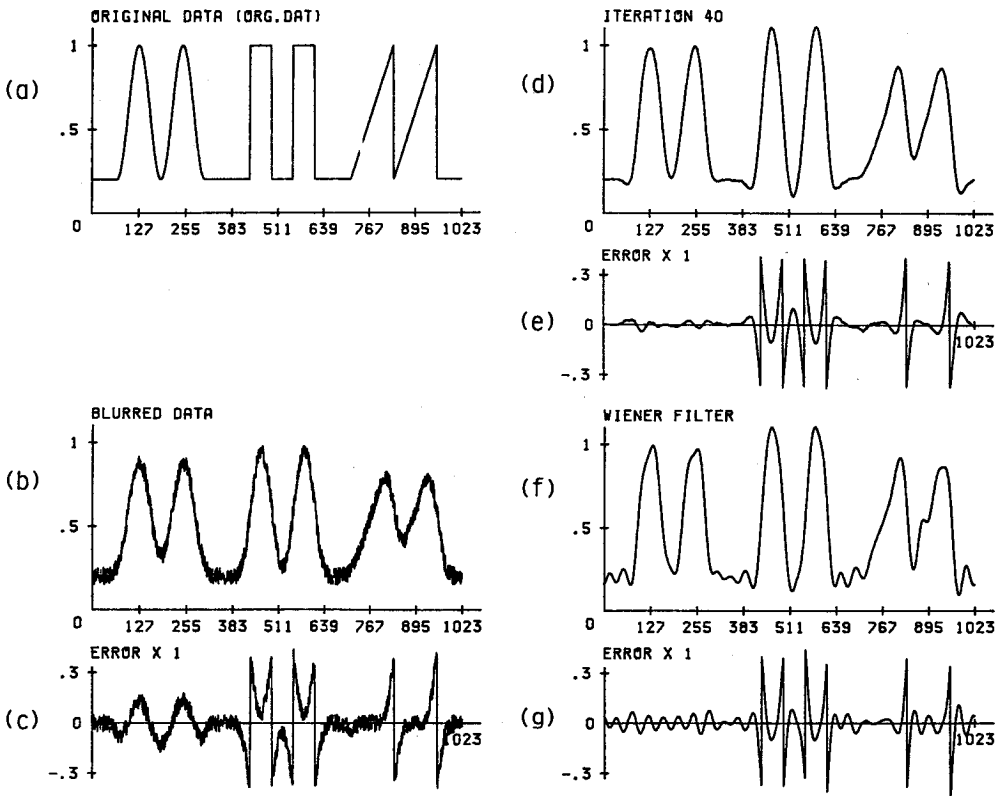 ORIGINAL DATA (ORG.DAT)
(a)
1
.5
0
127 255 383 511 639 767 895 1023
ITERATION 40
(d)
1
.5
0
127 255 383 511 639 767 895 1023
ERROR X 1
(e)
.3
0
-.3
1023
BLURRED DATA
(b)
1
.5
0
127 255 383 511 639 767 895 1023
ERROR X 1
(c)
.3
0
-.3
1023
WIENER FILTER
(f)
1
.5
0
127 255 383 511 639 767 895 1023
ERROR X 1
(g)
.3
0
-.3
1023